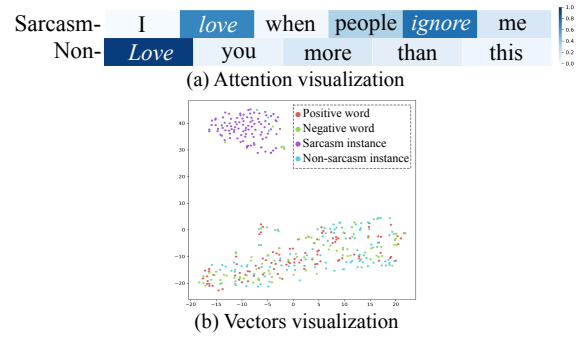 Sarcasm- I love when people ignore me
Non- Love you more than this
1.0
0.8
0.6
0.4
0.2
0.0
(a) Attention visualization
Positive word
Negative word
Sarcasm instance
Non-sarcasm instance
40
30
20
10
0
−10
−20
−20 −15 −10 −5 0 5 10 15 20
(b) Vectors visualization